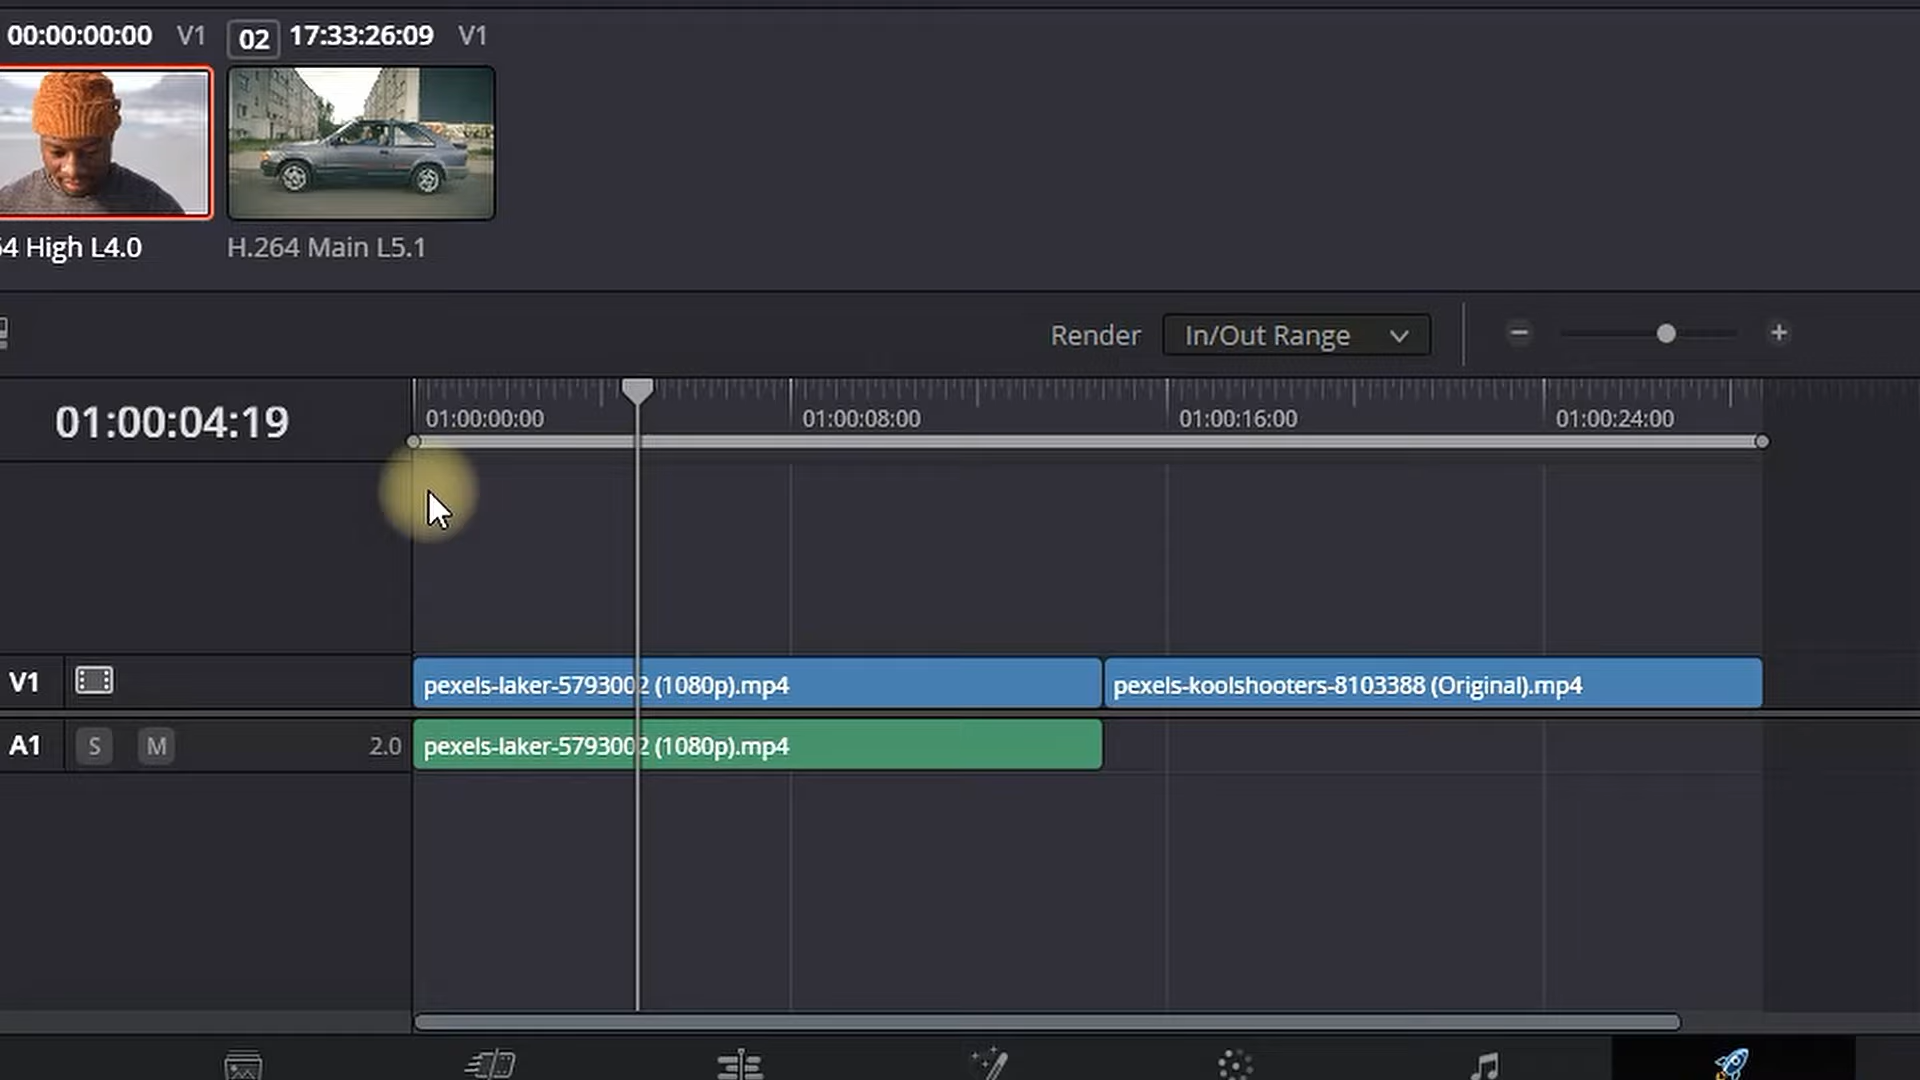 00:00:00:00 V1 02 17:33:26:09 V1
64 High L4.0 H.264 Main L5.1
Render In/Out Range
01:00:04:19 01:00:00:00 01:00:08:00 01:00:16:00 01:00:24:00
V1 pexels-laker-5793002 (1080p).mp4 pexels-koolshooters-8103388 (Original).mp4
A1 S M 2.0 pexels-laker-5793002 (1080p).mp4